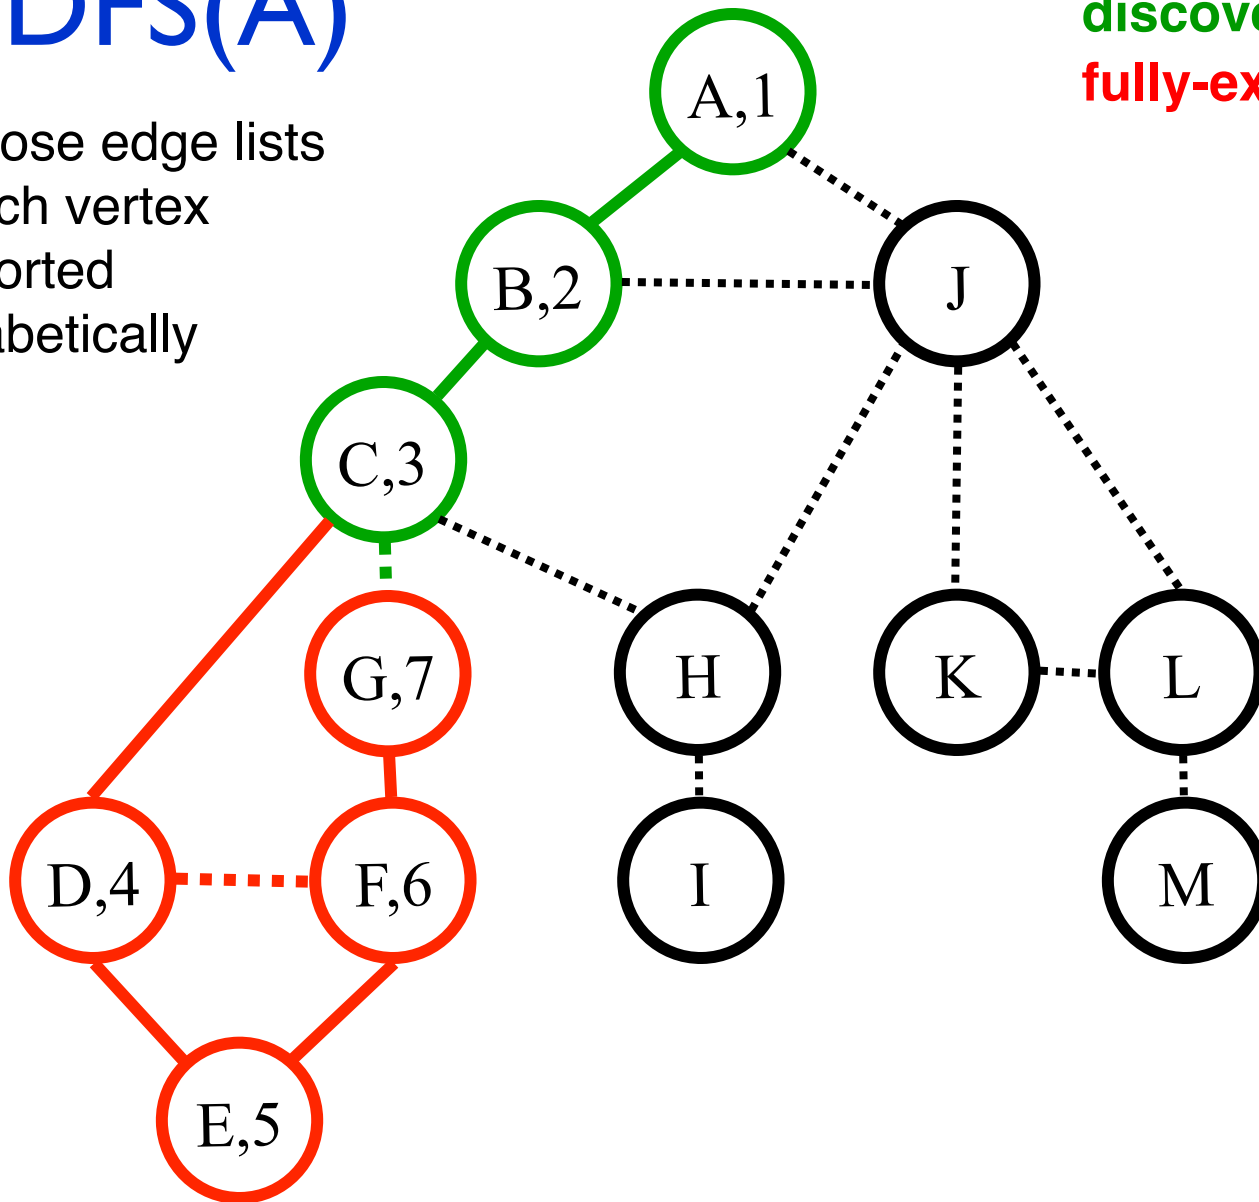 DFS(A)
discove
fully-ex
ose edge lists
ch vertex
orted
abetically
A,1
B,2
J
C,3
G,7
H
K
L
D,4
F,6
I
M
E,5